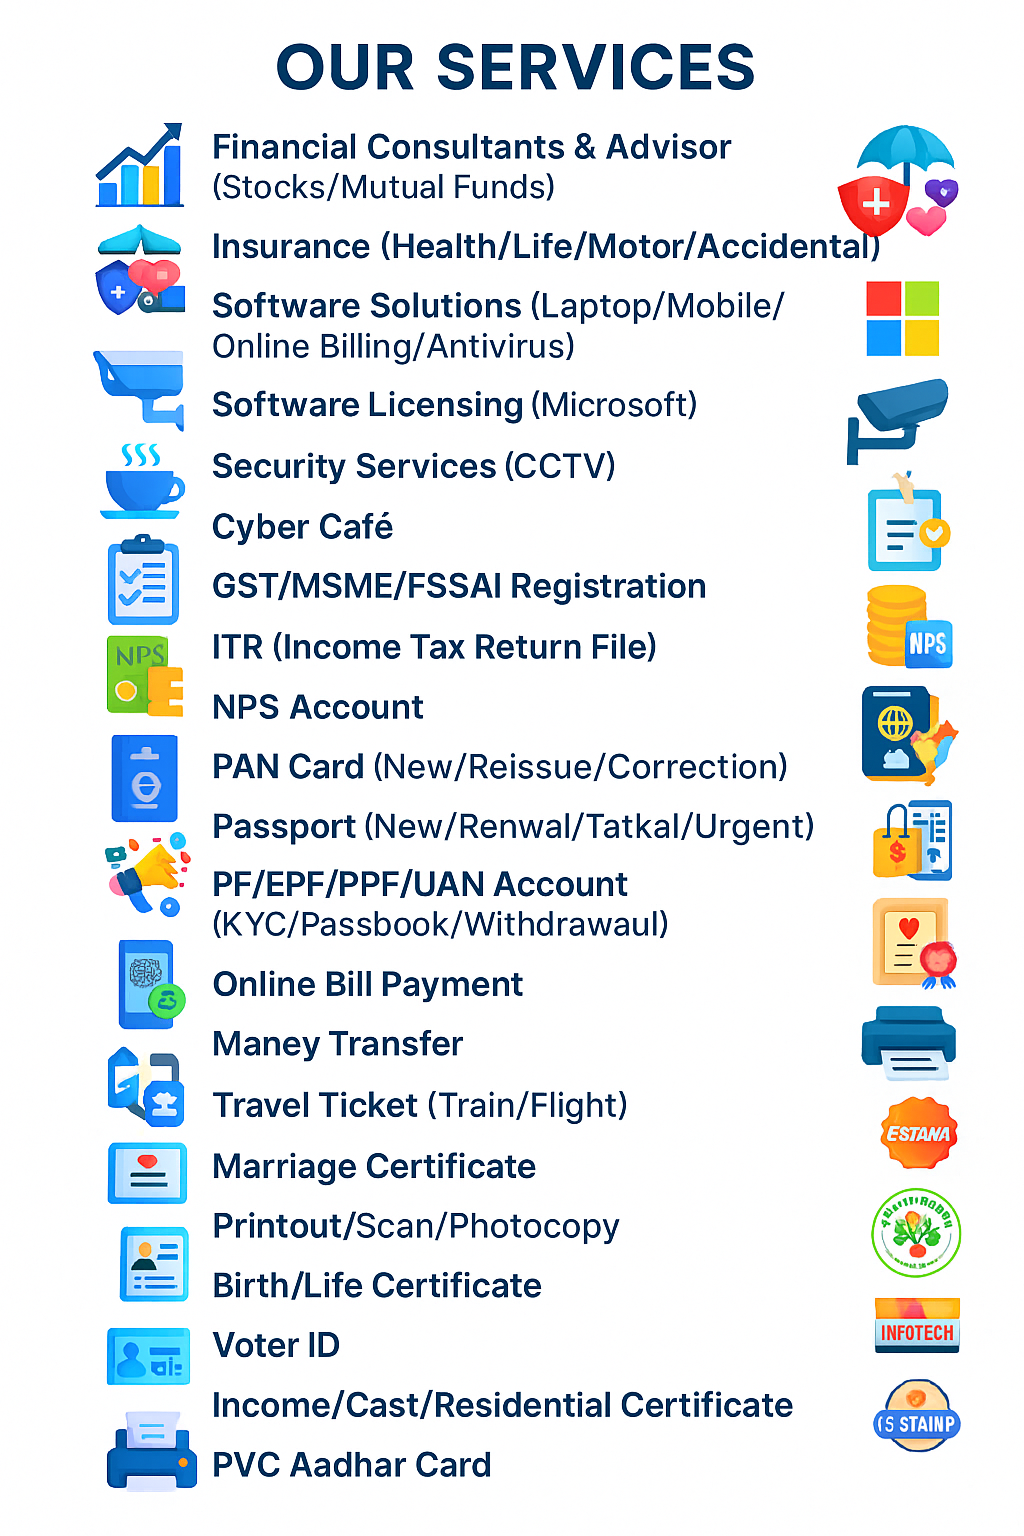 OUR SERVICES
Financial Consultants & Advisor
(Stocks/Mutual Funds)
Insurance (Health/Life/Motor/Accidental)
Software Solutions (Laptop/Mobile/
Online Billing/Antivirus)
Software Licensing (Microsoft)
Security Services (CCTV)
Cyber Café
GST/MSME/FSSAI Registration
ITR (Income Tax Return File)
NPS
NPS
NPS Account
PAN Card (New/Reissue/Correction)
Passport (New/Renwal/Tatkal/Urgent)
$
PF/EPF/PPF/UAN Account
(KYC/Passbook/Withdrawaul)
Online Bill Payment
Maney Transfer
Travel Ticket (Train/Flight)
ESTANA
Marriage Certificate
Printout/Scan/Photocopy
Birth/Life Certificate
INFOTECH
Voter ID
Income/Cast/Residential Certificate
(S STAINP
PVC Aadhar Card